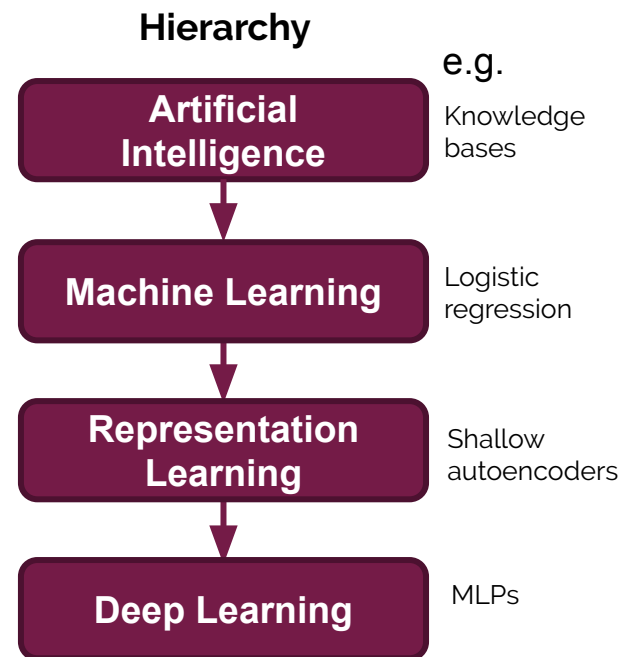 Hierarchy
e.g.
Artificial
Intelligence
Knowledge
bases
Machine Learning
Logistic
regression
Representation
Learning
Shallow
autoencoders
Deep Learning
MLPs